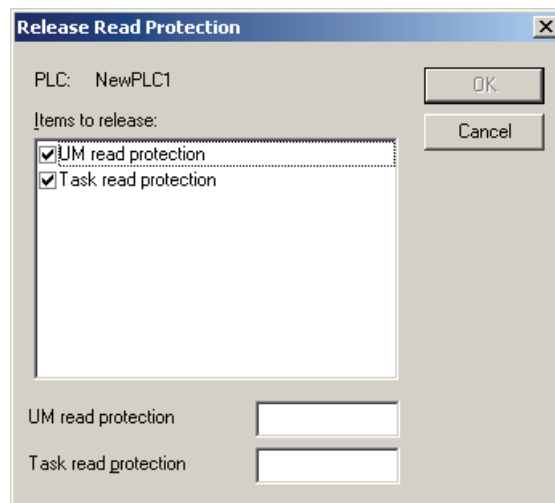 Release Read Protection
PLC: NewPLC1
OK
Items to release:
Cancel
UM read protection
Task read protection
UM read protection
Task read protection